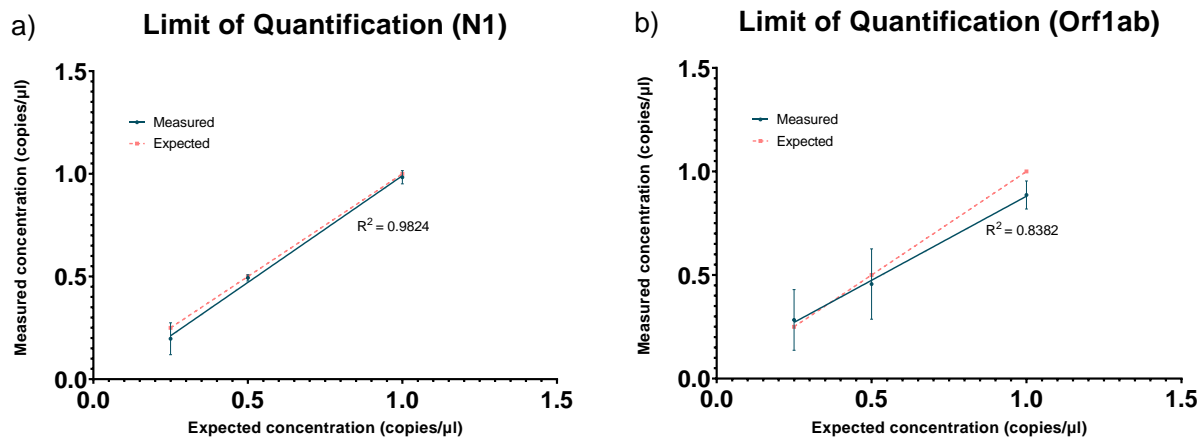 a)
Limit of Quantification (N1)
Measured concentration (copies/µl)
1.5
1.0
0.5
0.0
Measured
Expected
R² = 0.9824
0.0
0.5
1.0
1.5
Expected concentration (copies/µl)
b)
Limit of Quantification (Orf1ab)
Measured concentration (copies/µl)
1.5
1.0
0.5
0.0
Measured
Expected
R² = 0.8382
0.0
0.5
1.0
1.5
Expected concentration (copies/µl)